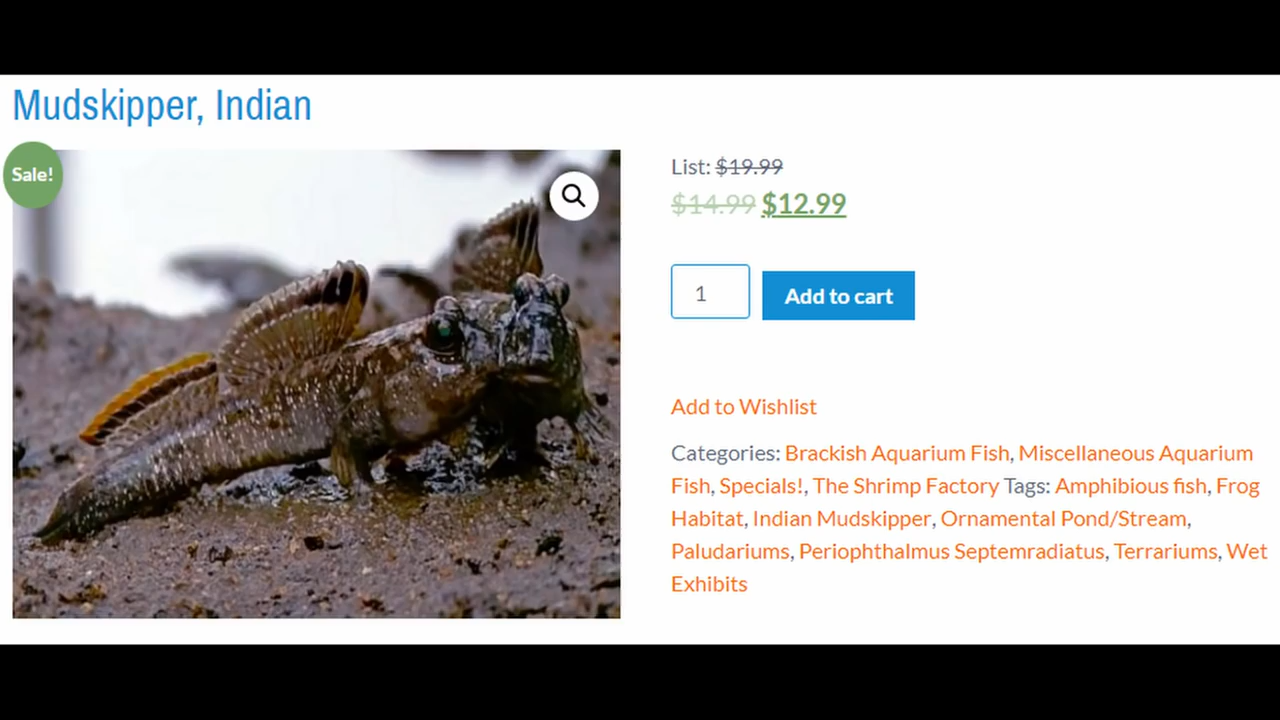 Mudskipper, Indian
Sale!
List: $19.99
$14.99 $12.99
1
Add to cart
Add to Wishlist
Categories: Brackish Aquarium Fish, Miscellaneous Aquarium
Fish, Specials!, The Shrimp Factory Tags: Amphibious fish, Frog
Habitat, Indian Mudskipper, Ornamental Pond/Stream,
Paludariums, Periophthalmus Septemradiatus, Terrariums, Wet
Exhibits